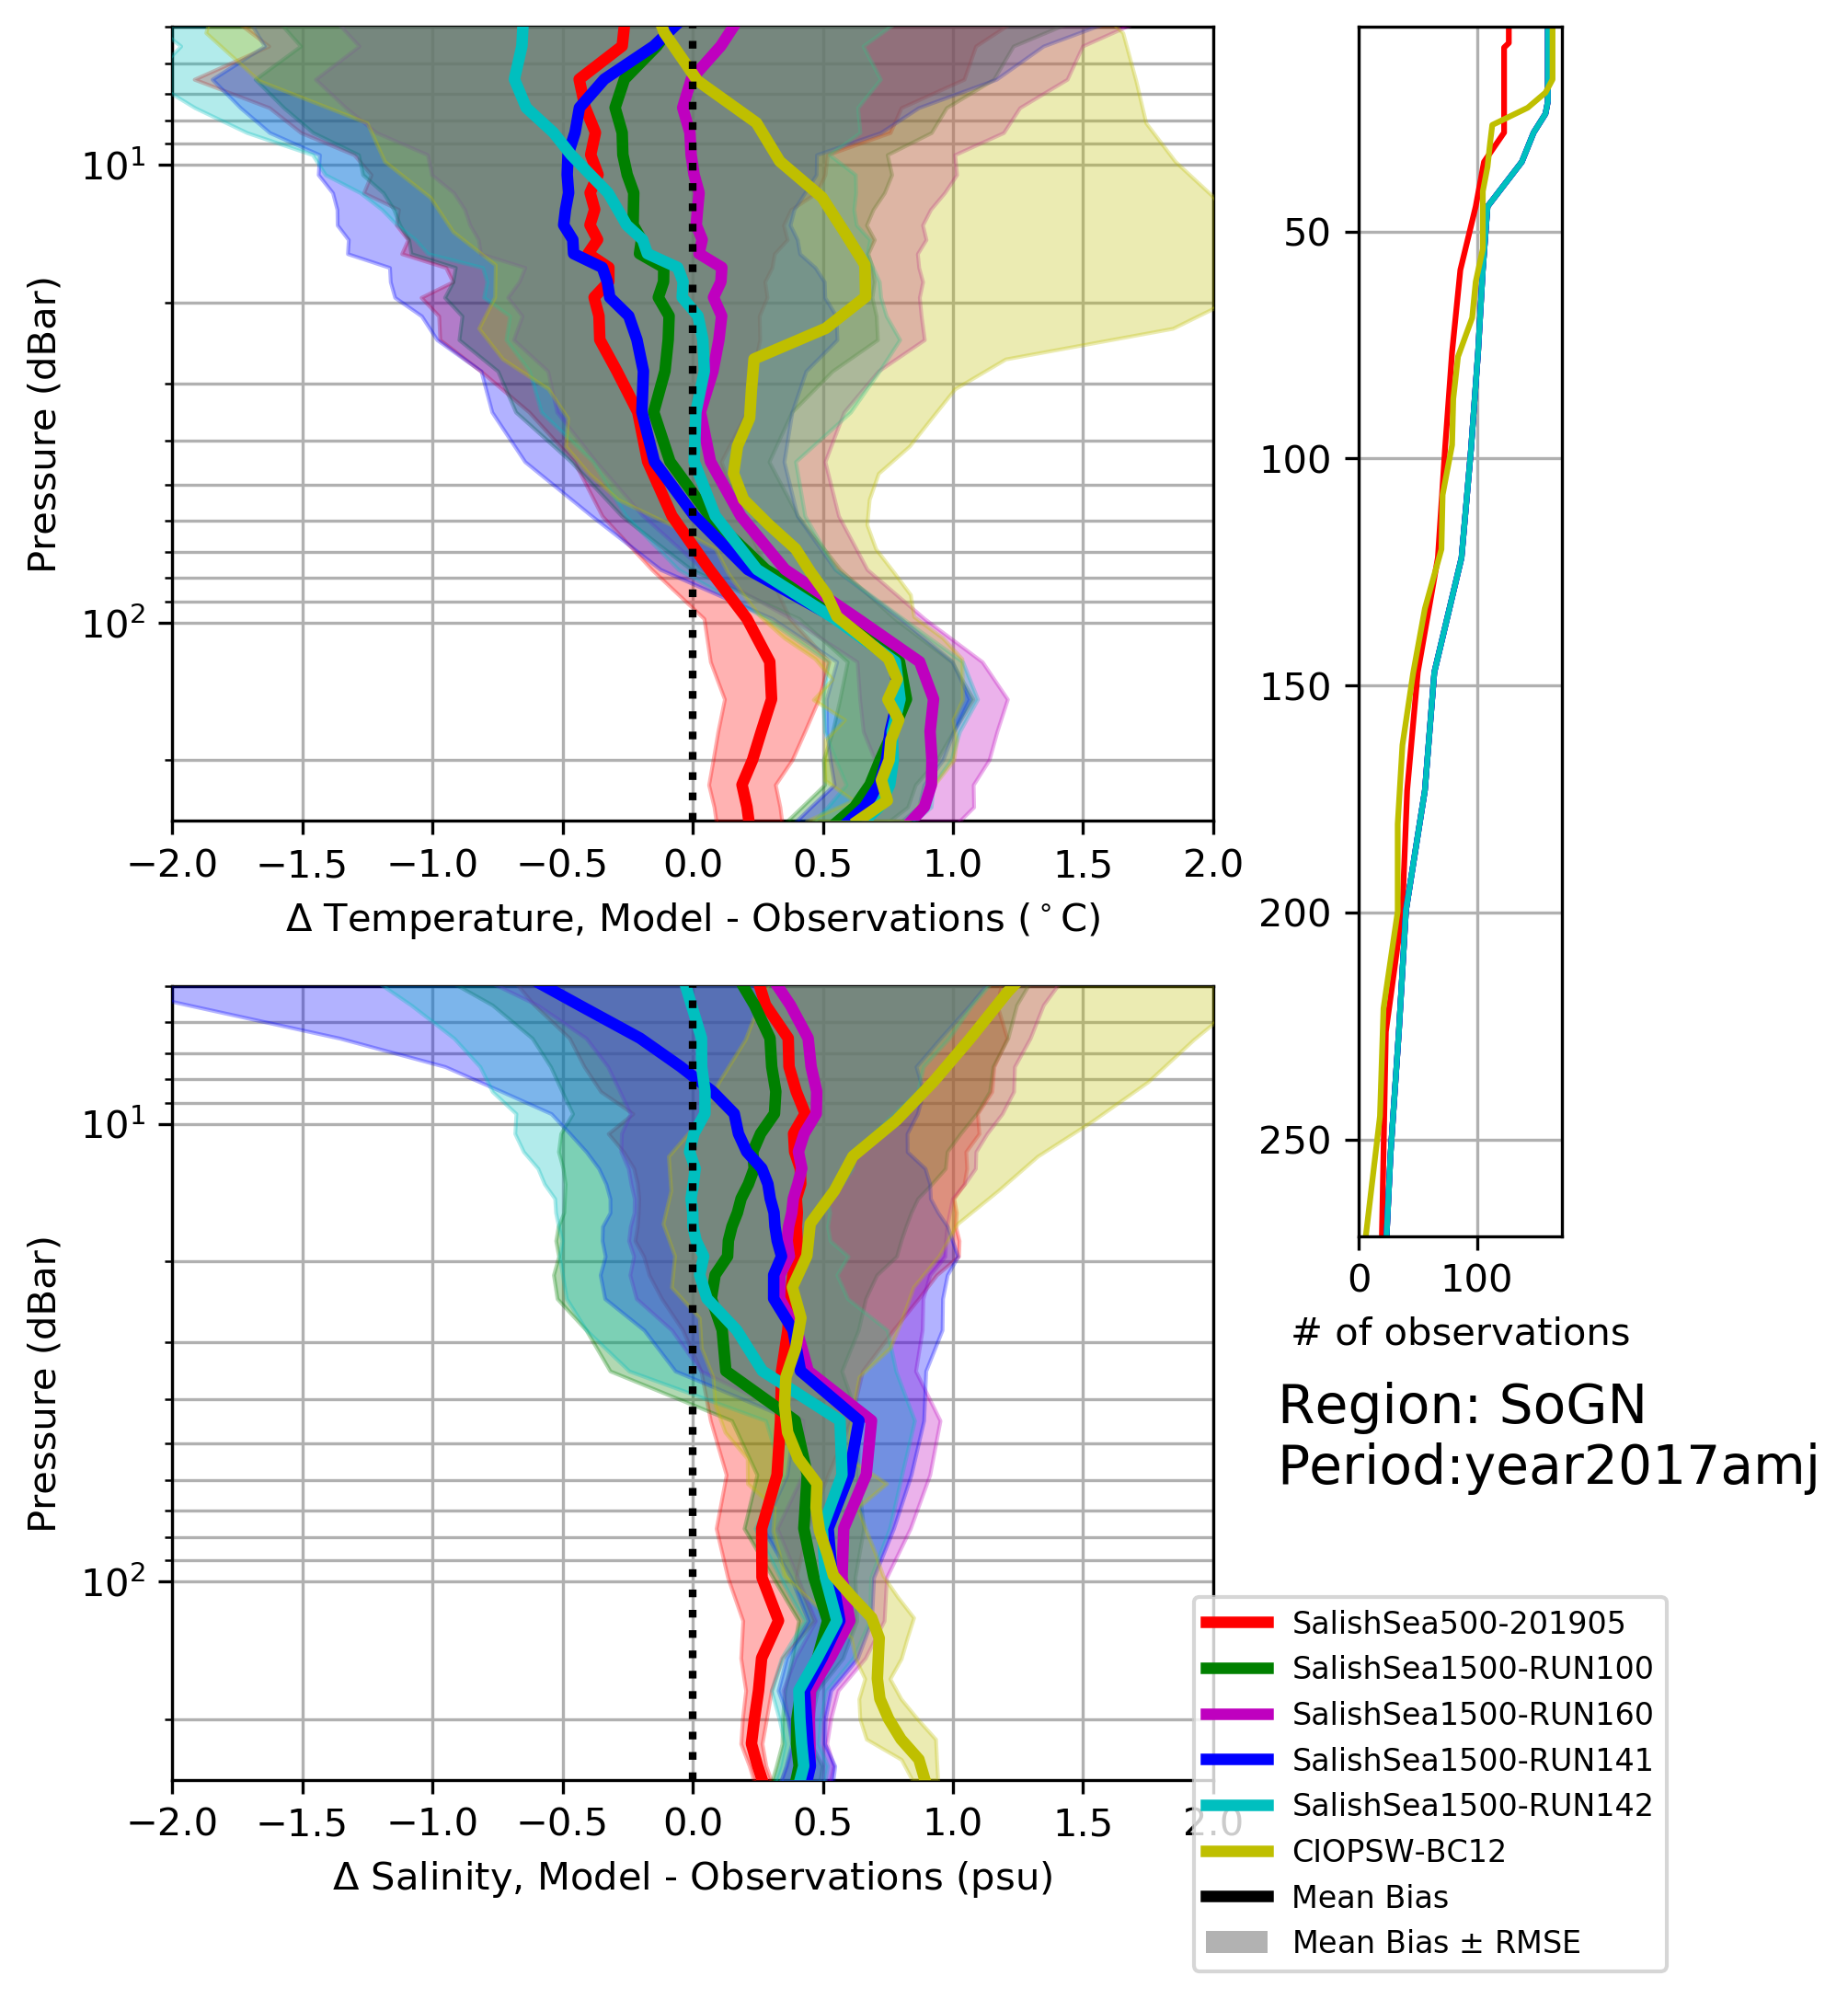 Pressure (dBar)
10¹
10²
−2.0 −1.5 −1.0 −0.5 0.0 0.5 1.0 1.5 2.0
Δ Temperature, Model - Observations (°C)
50
100
150
200
250
0 100
# of observations
Region: SoGN
Period:year2017amj
Pressure (dBar)
10¹
10²
−2.0 −1.5 −1.0 −0.5 0.0 0.5 1.0 1.5 2.0
Δ Salinity, Model - Observations (psu)
SalishSea500-201905
SalishSea1500-RUN100
SalishSea1500-RUN160
SalishSea1500-RUN141
SalishSea1500-RUN142
CIOPSW-BC12
Mean Bias
Mean Bias ± RMSE